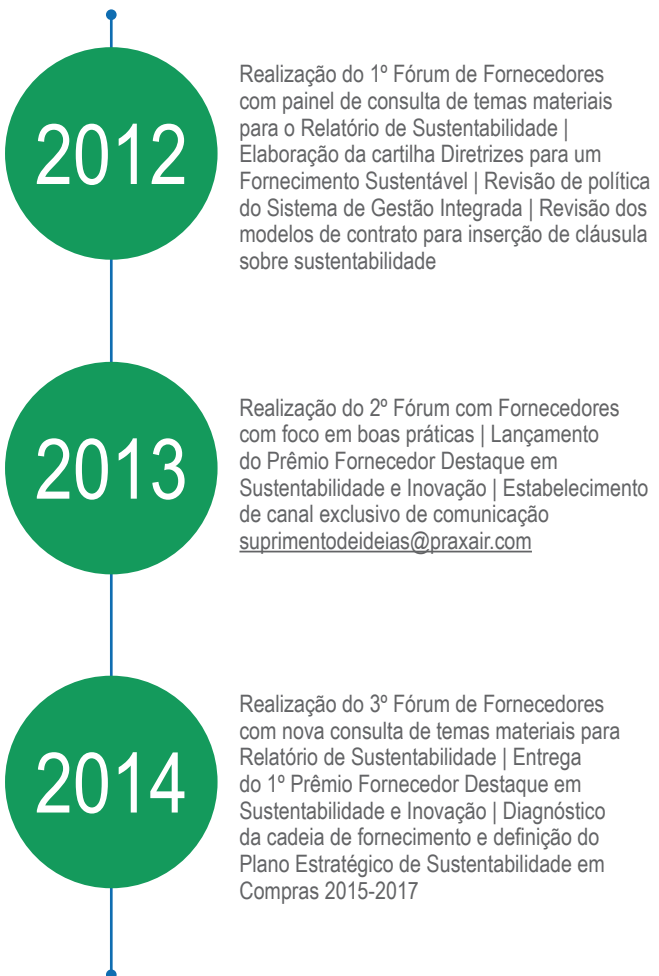 2012
Realização do 1º Fórum de Fornecedores
com painel de consulta de temas materiais
para o Relatório de Sustentabilidade |
Elaboração da cartilha Diretrizes para um
Fornecimento Sustentável | Revisão de política
do Sistema de Gestão Integrada | Revisão dos
modelos de contrato para inserção de cláusula
sobre sustentabilidade
2013
Realização do 2º Fórum com Fornecedores
com foco em boas práticas | Lançamento
do Prêmio Fornecedor Destaque em
Sustentabilidade e Inovação | Estabelecimento
de canal exclusivo de comunicação
suprimentodeideias@praxair.com
2014
Realização do 3º Fórum de Fornecedores
com nova consulta de temas materiais para
Relatório de Sustentabilidade | Entrega
do 1º Prêmio Fornecedor Destaque em
Sustentabilidade e Inovação | Diagnóstico
da cadeia de fornecimento e definição do
Plano Estratégico de Sustentabilidade em
Compras 2015-2017